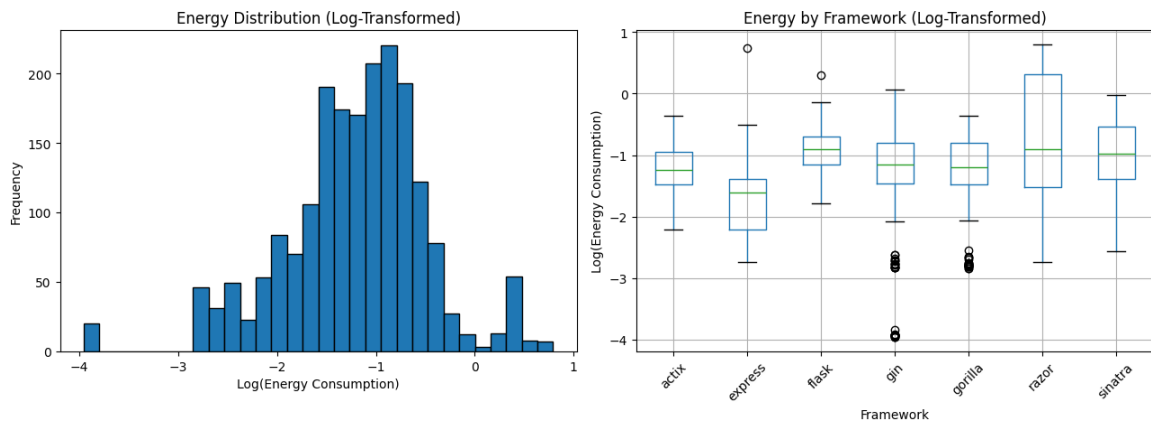 Energy Distribution (Log-Transformed)
Frequency
200
150
100
50
0
−4
−3
−2
−1
0
1
Log(Energy Consumption)
Energy by Framework (Log-Transformed)
Log(Energy Consumption)
1
0
−1
−2
−3
−4
actix
express
flask
gin
gorilla
razor
sinatra
Framework